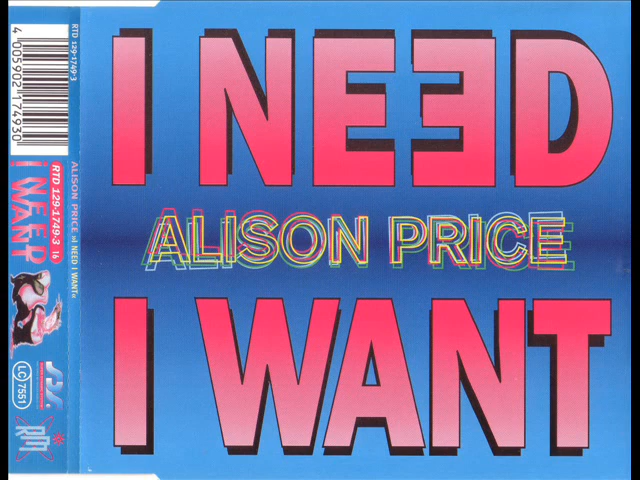 I NEED
ALISON PRICE
I WANT
RTD 129-1749-3
4 005902 174930
ALISON PRICE »I NEED I WANT«
RTD 129-1749-3
I NEED
I WANT
LC 7551